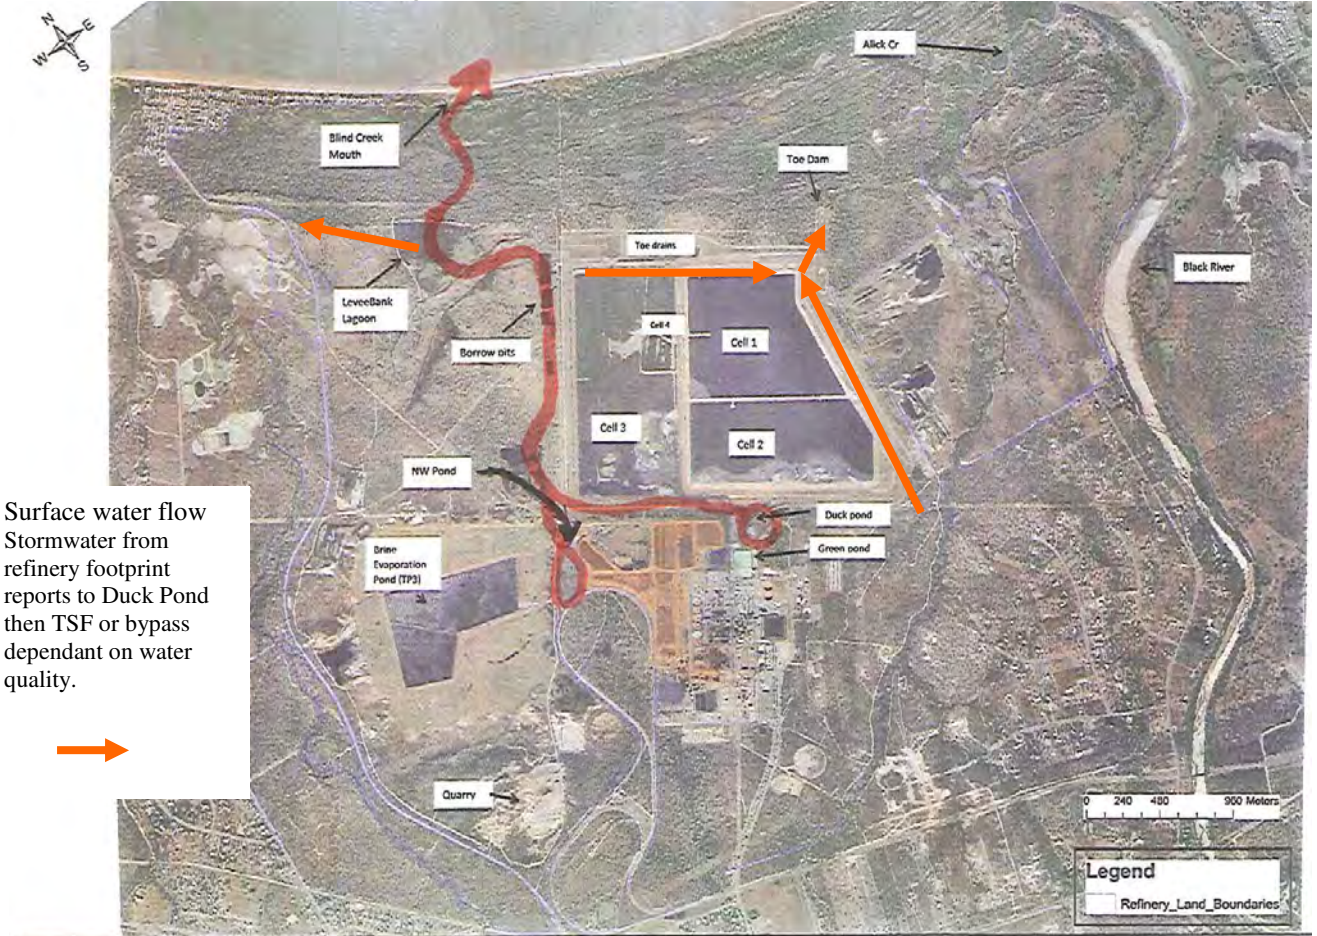 N
E
W
S
Alick Cr
Blind Creek
Mouth
Toe Dam
Toe drains
Black River
LeveeBank
Lagoon
Cell 4
Cell 1
Borrow pits
Cell 3
Cell 2
NW Pond
Duck pond
Green pond
Brine
Evaporation
Pond (TP3)
Surface water flow
Stormwater from
refinery footprint
reports to Duck Pond
then TSF or bypass
dependant on water
quality.
Quarry
0 240 480 960 Meters
Legend
Refinery_Land_Boundaries